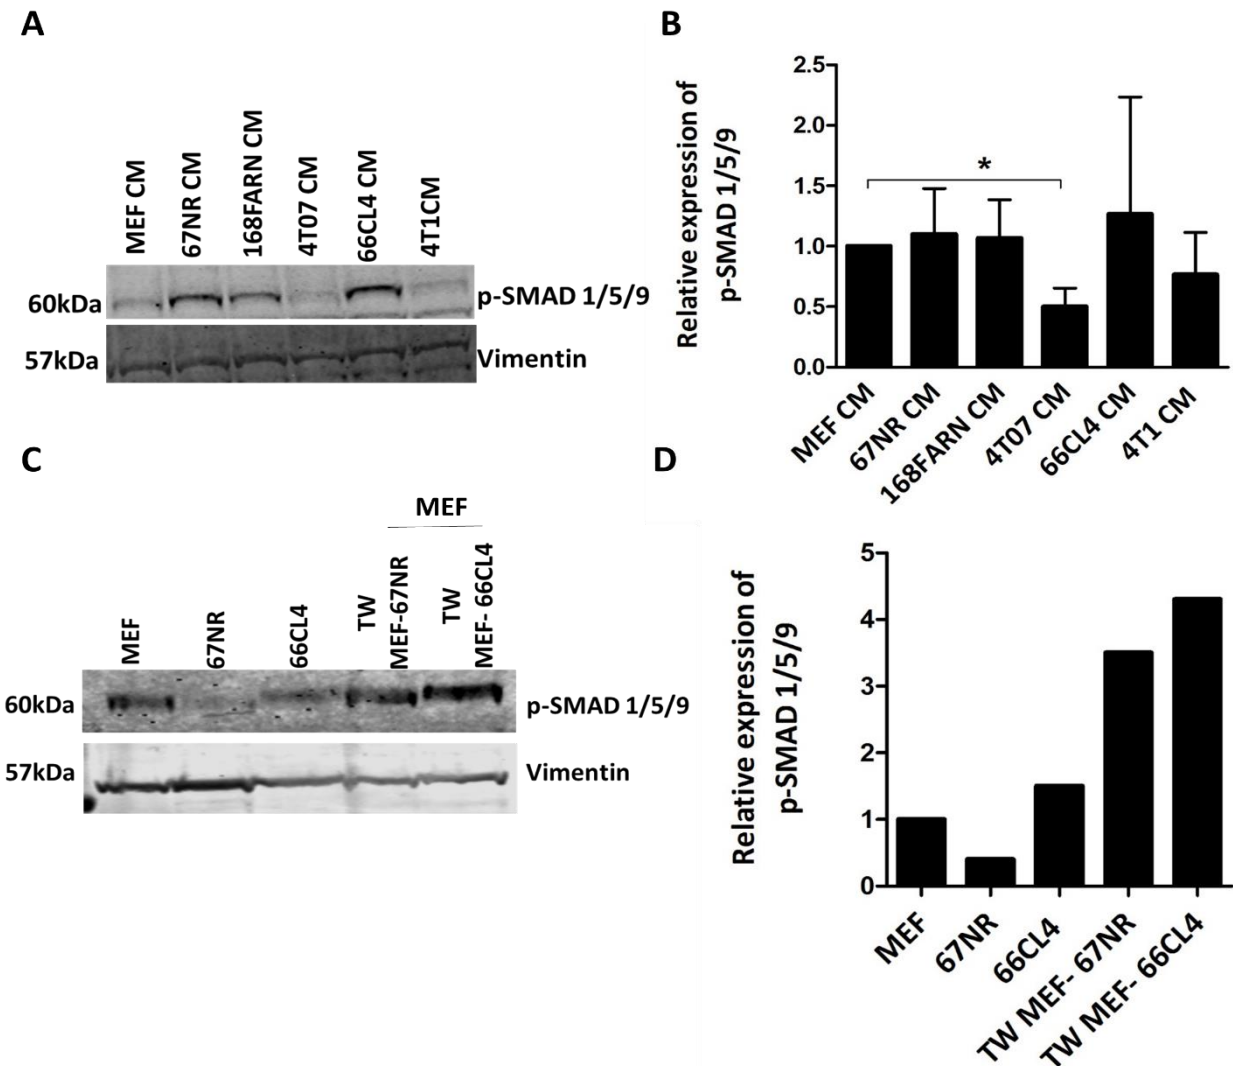 A
MEF CM
67NR CM
168FARN CM
4T07 CM
66CL4 CM
4T1CM
60kDa
p-SMAD 1/5/9
57kDa
Vimentin
B
Relative expression of
p-SMAD 1/5/9
2.5
2.0
1.5
1.0
0.5
0.0
*
MEF CM
67NR CM
168FARN CM
4T07 CM
66CL4 CM
4T1 CM
C
MEF
MEF
67NR
66CL4
TW
MEF-67NR
TW
MEF- 66CL4
60kDa
p-SMAD 1/5/9
57kDa
Vimentin
D
Relative expression of
p-SMAD 1/5/9
5
4
3
2
1
0
MEF
67NR
66CL4
TW MEF- 67NR
TW MEF- 66CL4